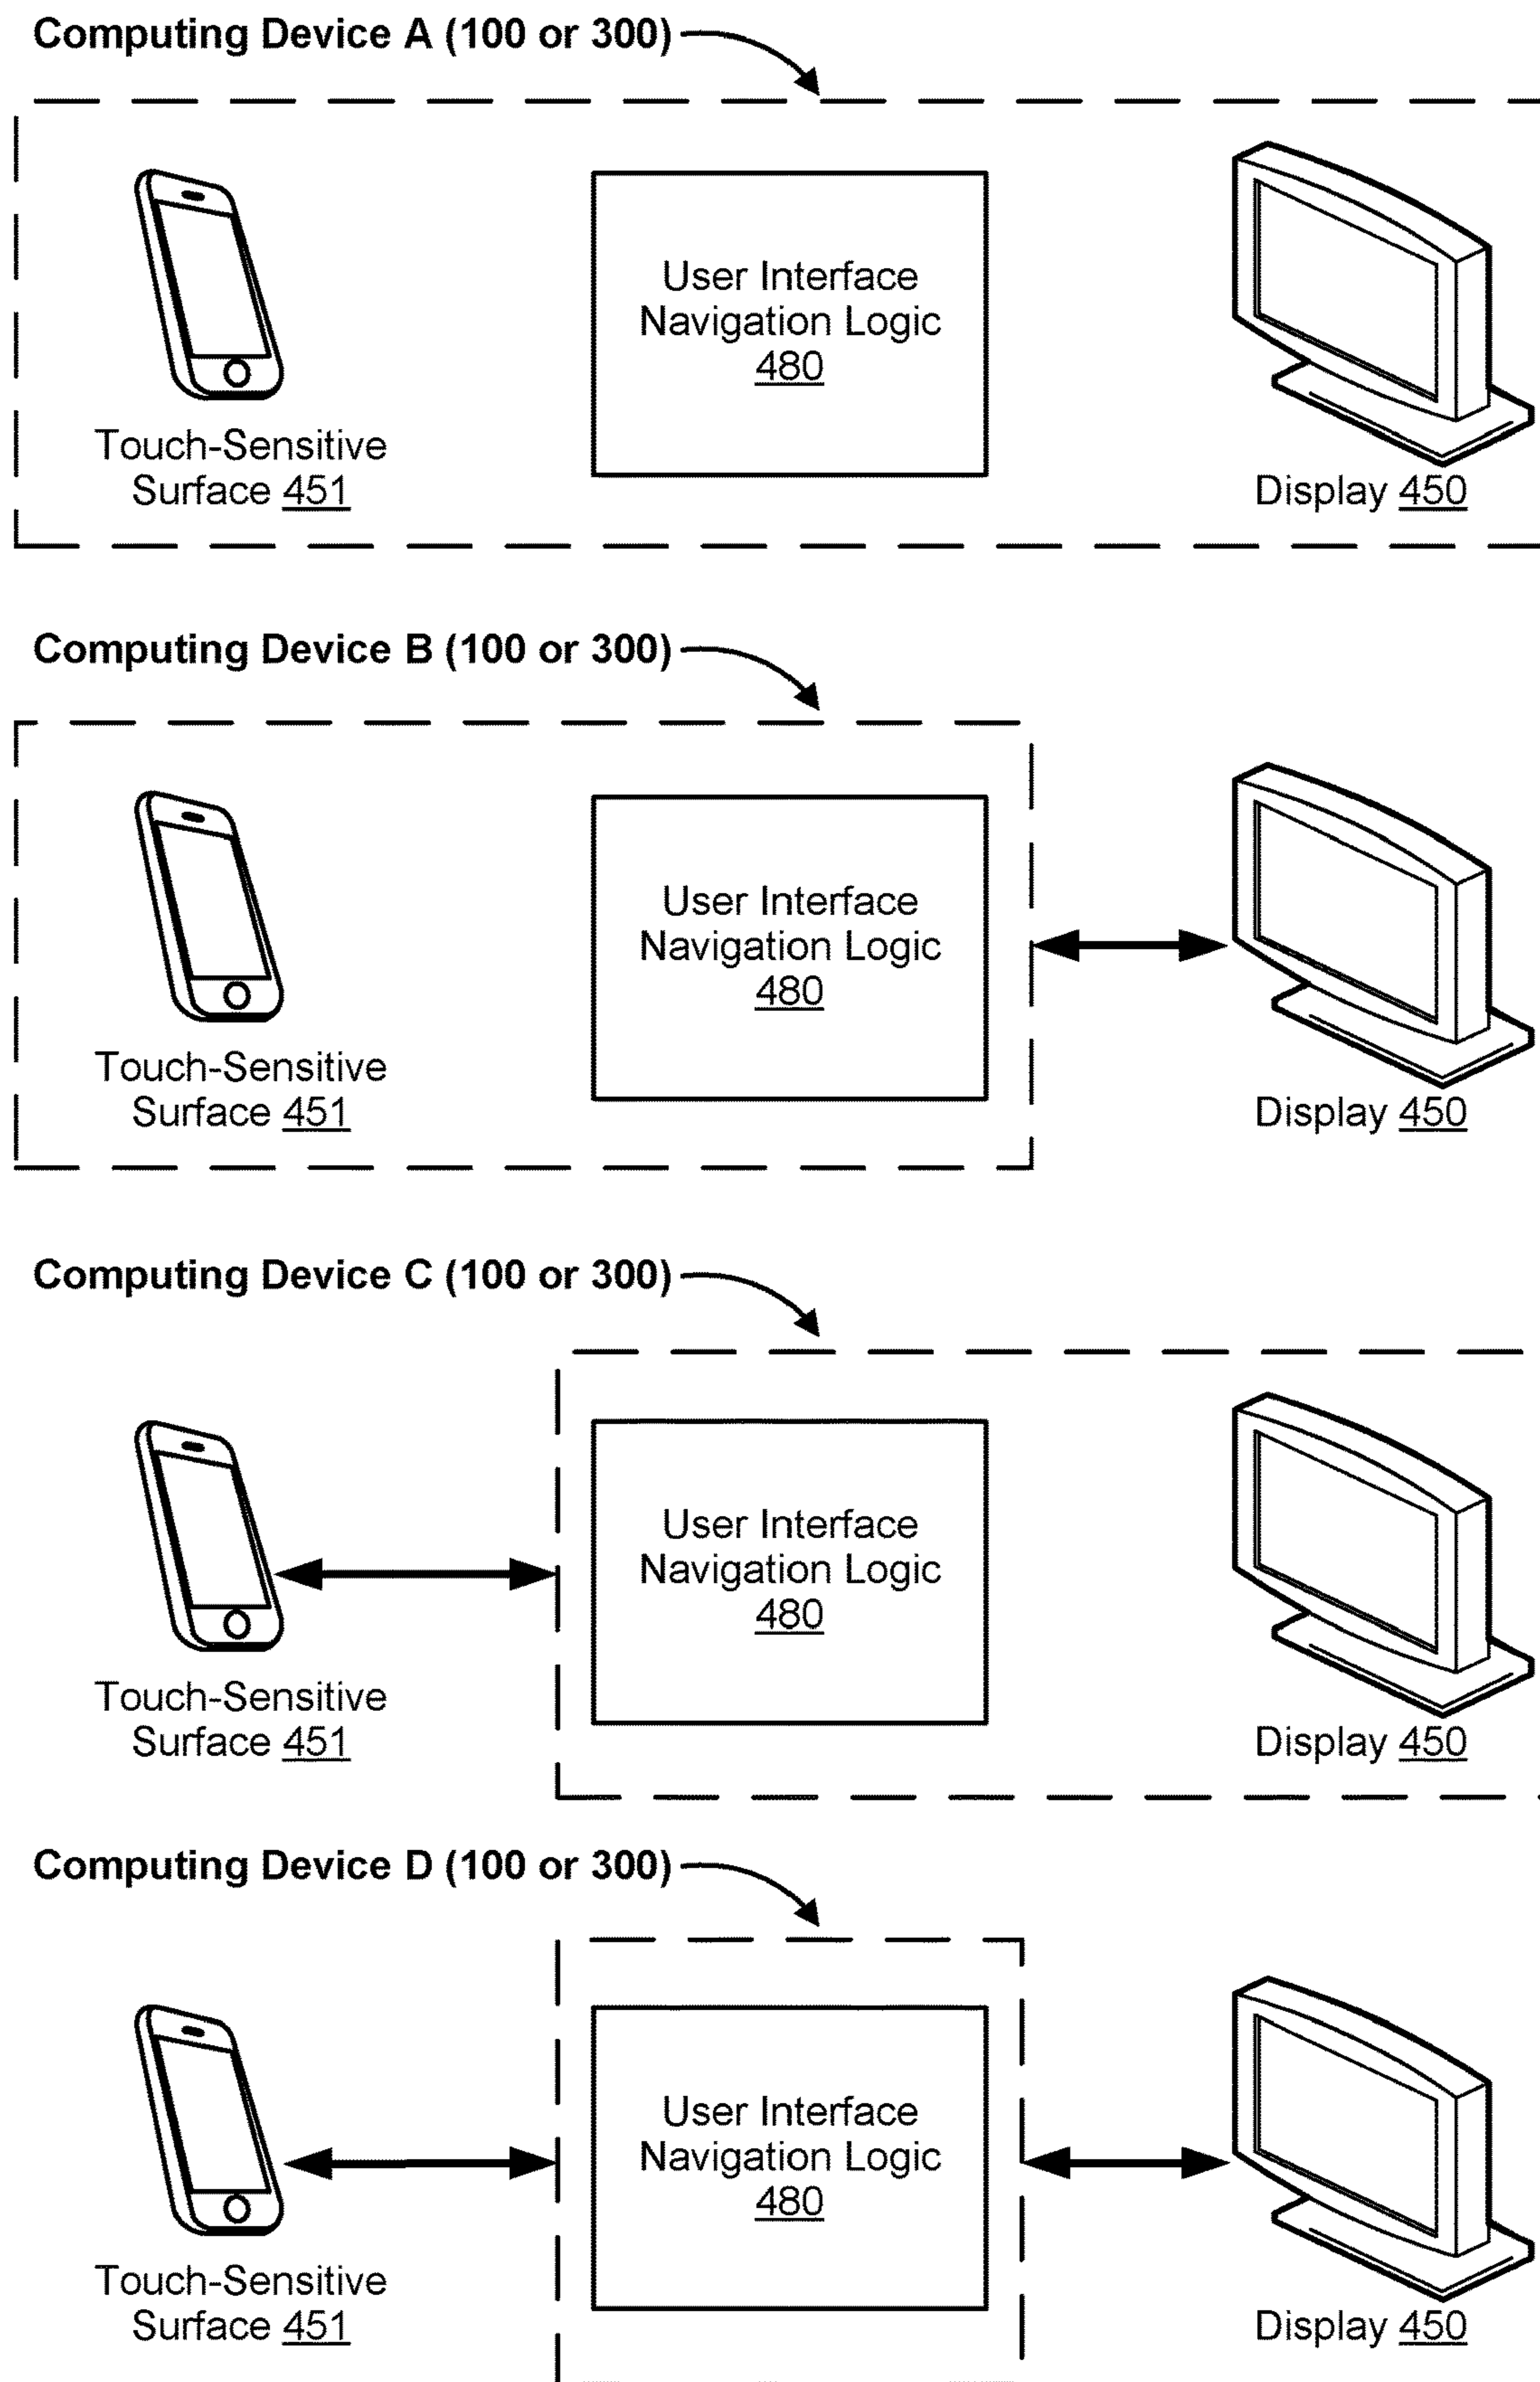 Computing Device A (100 or 300)
User Interface
Navigation Logic
480
Touch-Sensitive
Surface 451
Display 450
Computing Device B (100 or 300)
User Interface
Navigation Logic
480
Touch-Sensitive
Surface 451
Display 450
Computing Device C (100 or 300)
User Interface
Navigation Logic
480
Touch-Sensitive
Surface 451
Display 450
Computing Device D (100 or 300)
User Interface
Navigation Logic
480
Touch-Sensitive
Surface 451
Display 450